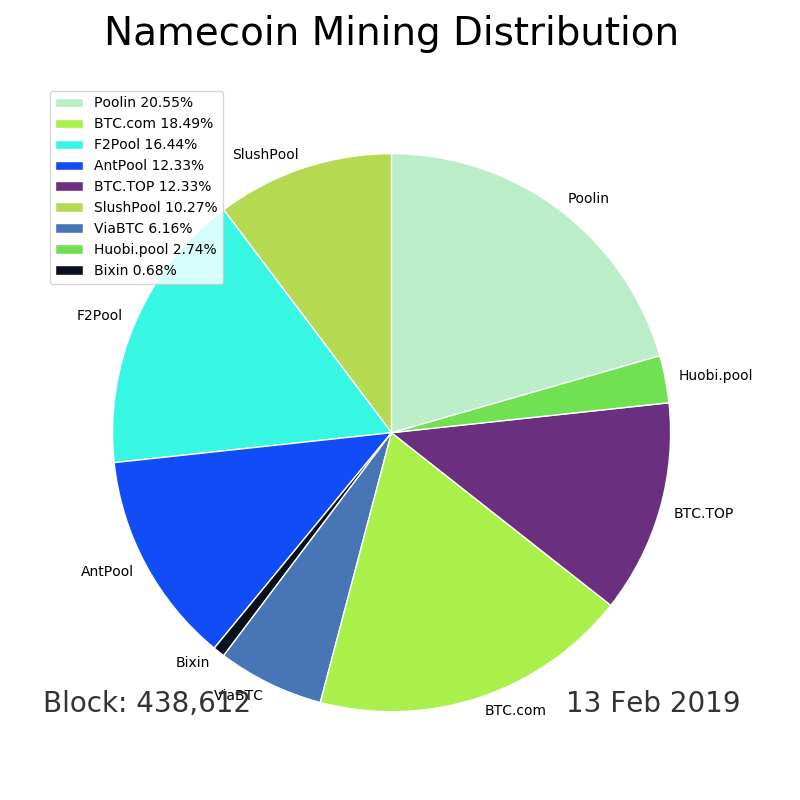 Namecoin Mining Distribution
Poolin 20.55%
BTC.com 18.49%
F2Pool 16.44%
AntPool 12.33%
BTC.TOP 12.33%
SlushPool 10.27%
ViaBTC 6.16%
Huobi.pool 2.74%
Bixin 0.68%
SlushPool
Poolin
F2Pool
Huobi.pool
BTC.TOP
AntPool
Bixin
ViaBTC
BTC.com
Block: 438,612
13 Feb 2019